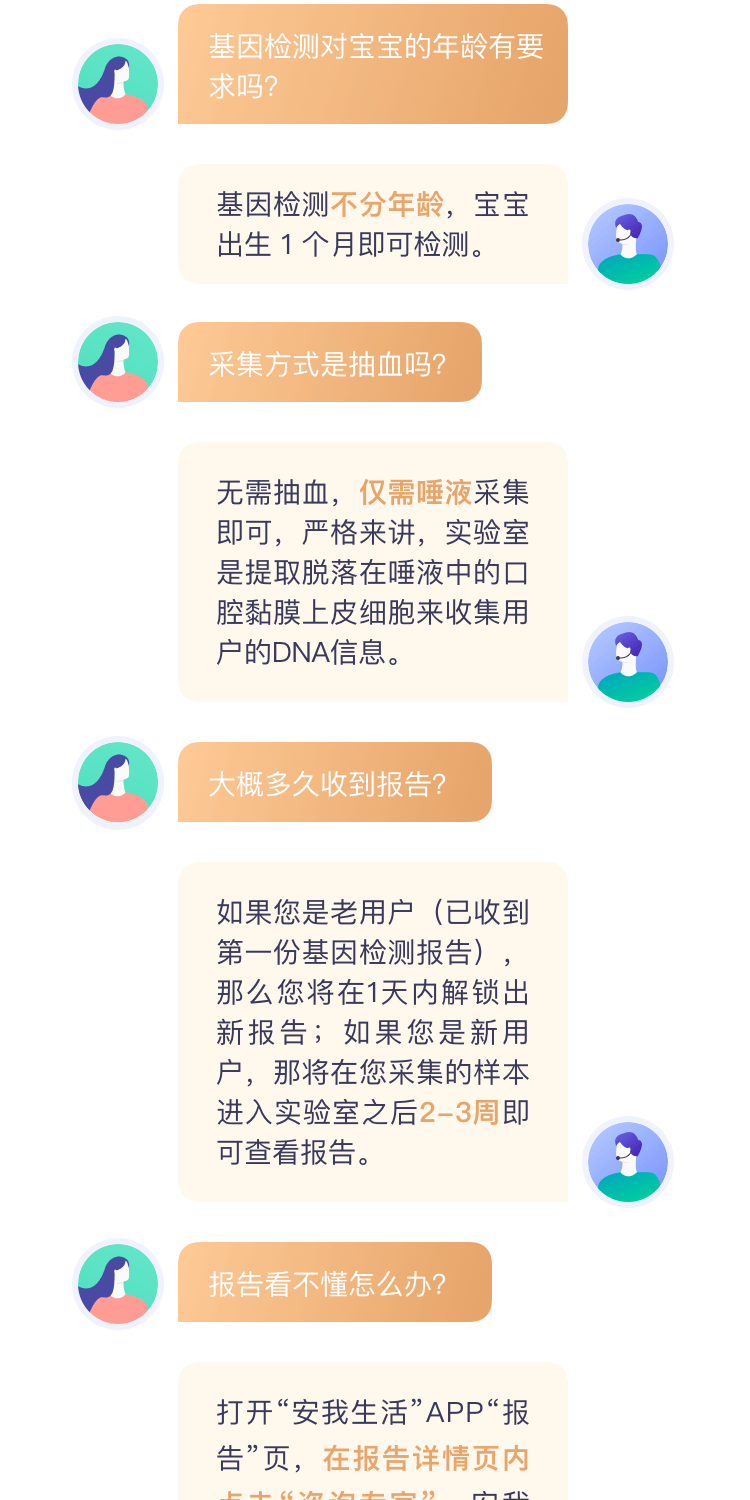 基因检测对宝宝的年龄有要
求吗?
基因检测不分年龄，宝宝
出生 1 个月即可检测。
采集方式是抽血吗?
无需抽血，仅需唾液采集
即可，严格来讲，实验室
是提取脱落在唾液中的口
腔黏膜上皮细胞来收集用
户的DNA信息。
大概多久收到报告?
如果您是老用户（已收到
第一份基因检测报告），
那么您将在1天内解锁出
新报告；如果您是新用
户，那将在您采集的样本
进入实验室之后2–3周即
可查看报告。
报告看不懂怎么办?
打开“安我生活”APP“报
告”页，在报告详情页内